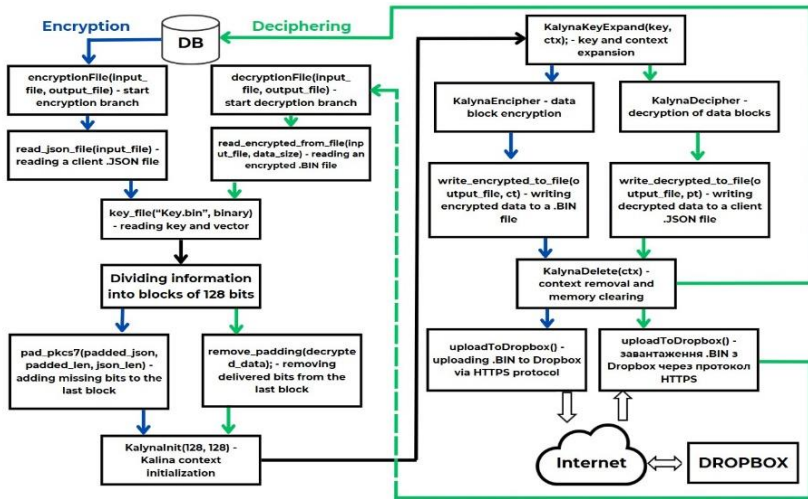 Encryption
Deciphering
DB
encryptionFile(input_
file, output_file) - start
encryption branch
decryptionFile(input_
file, output_file) -
start decryption branch
read_json_file(input_file) -
reading a client .JSON file
read_encrypted_from_file(inp
ut_file, data_size) - reading an
encrypted .BIN file
key_file("Key.bin", binary)
- reading key and vector
Dividing information
into blocks of 128 bits
pad_pkcs7(padded_json,
padded_len, json_len) -
adding missing bits to the
last block
remove_padding(decrypte
d_data); - removing
delivered bits from the
last block
KalynaInit(128, 128) -
Kalina context
initialization
KalynaKeyExpand(key,
ctx); - key and context
expansion
KalynaEncipher - data
block encryption
KalynaDecipher -
decryption of data blocks
write_encrypted_to_file(o
utput_file, ct) - writing
encrypted data to a .BIN
file
write_decrypted_to_file(o
utput_file, pt) - writing
decrypted data to a client
.JSON file
KalynaDelete(ctx) -
context removal and
memory clearing
uploadToDropbox() -
uploading .BIN to Dropbox
via HTTPS protocol
uploadToDropbox() -
завантаження .BIN з
Dropbox через протокол
HTTPS
Internet
DROPBOX